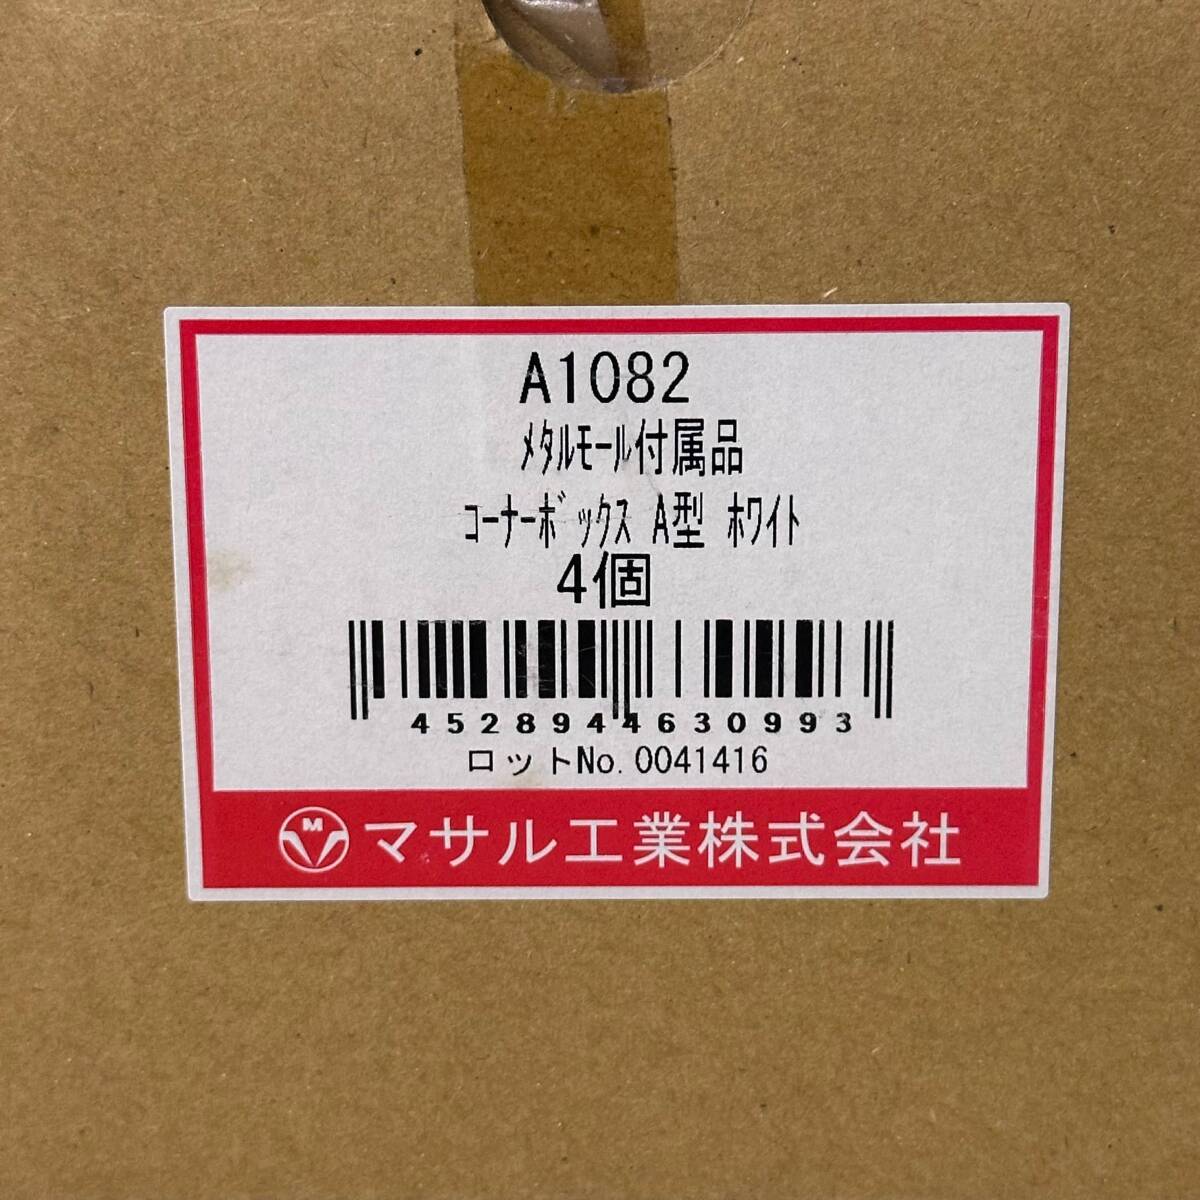 A1082
ﾒﾀﾙﾓｰﾙ付属品
ｺｰﾅｰﾎﾞｯｸｽ A型 ﾎﾜｲﾄ
4個
4528944630993
ロットNo.0041416
M マサル工業株式会社